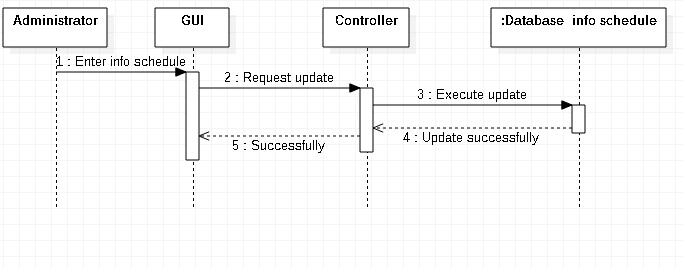 Administrator
GUI
Controller
:Database  info schedule
1 : Enter info schedule
2 : Request update
3 : Execute update
4 : Update successfully
5 : Successfully